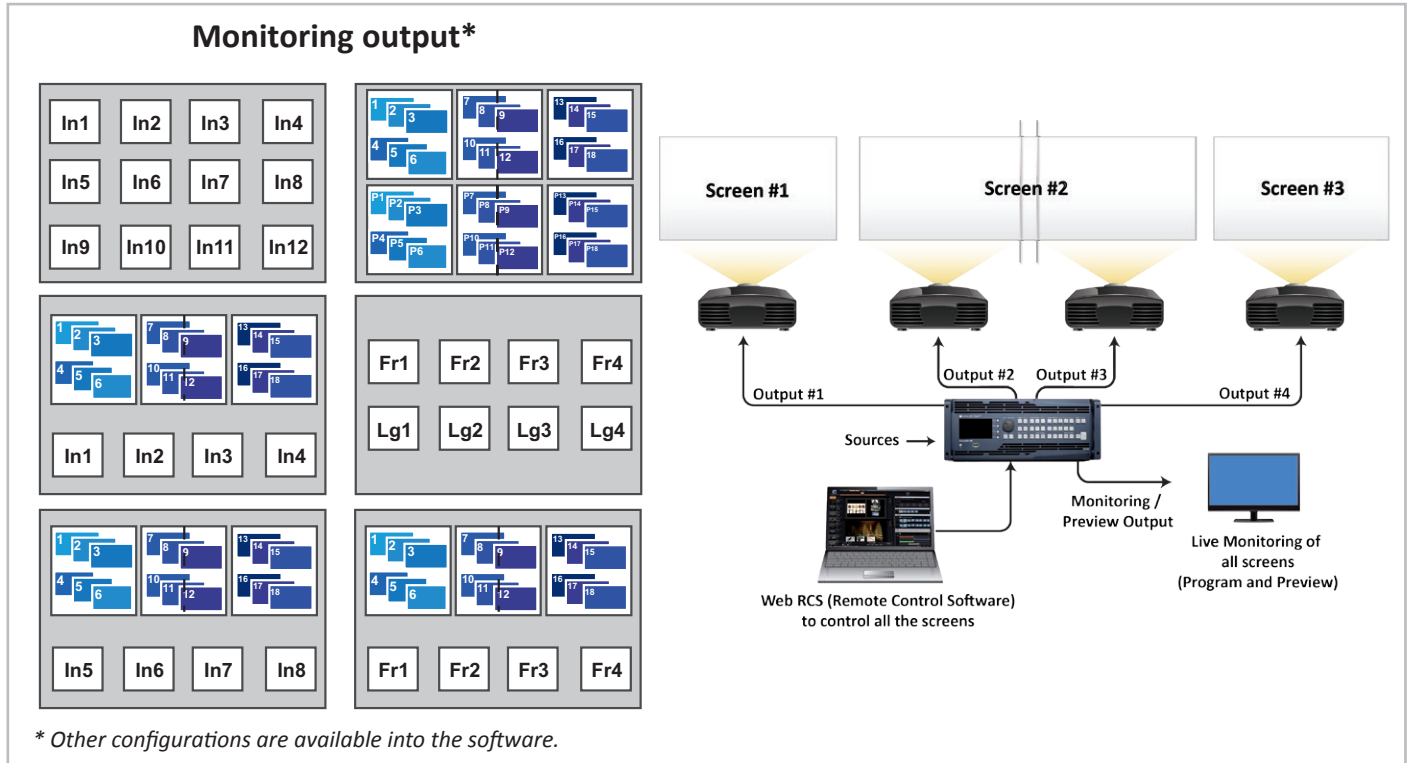 Monitoring output*
In1 In2 In3 In4
In5 In6 In7 In8
In9 In10 In11 In12
1 2 3 7 8 9 13 14 15
4 5 6 10 11 12 16 17 18
P1 P2 P3 P7 P8 P9 P13 P14 P15
P4 P5 P6 P10 P11 P12 P16 P17 P18
1 2 3 7 8 9 13 14 15
4 5 6 10 11 12 16 17 18
In1 In2 In3 In4
Fr1 Fr2 Fr3 Fr4
Lg1 Lg2 Lg3 Lg4
1 2 3 7 8 9 13 14 15
4 5 6 10 11 12 16 17 18
In5 In6 In7 In8
1 2 3 7 8 9 13 14 15
4 5 6 10 11 12 16 17 18
Fr1 Fr2 Fr3 Fr4
* Other configurations are available into the software.
Screen #1
Screen #2
Screen #3
Output #1
Output #2
Output #3
Output #4
Sources
Monitoring /
Preview Output
Web RCS (Remote Control Software)
to control all the screens
Live Monitoring of
all screens
(Program and Preview)